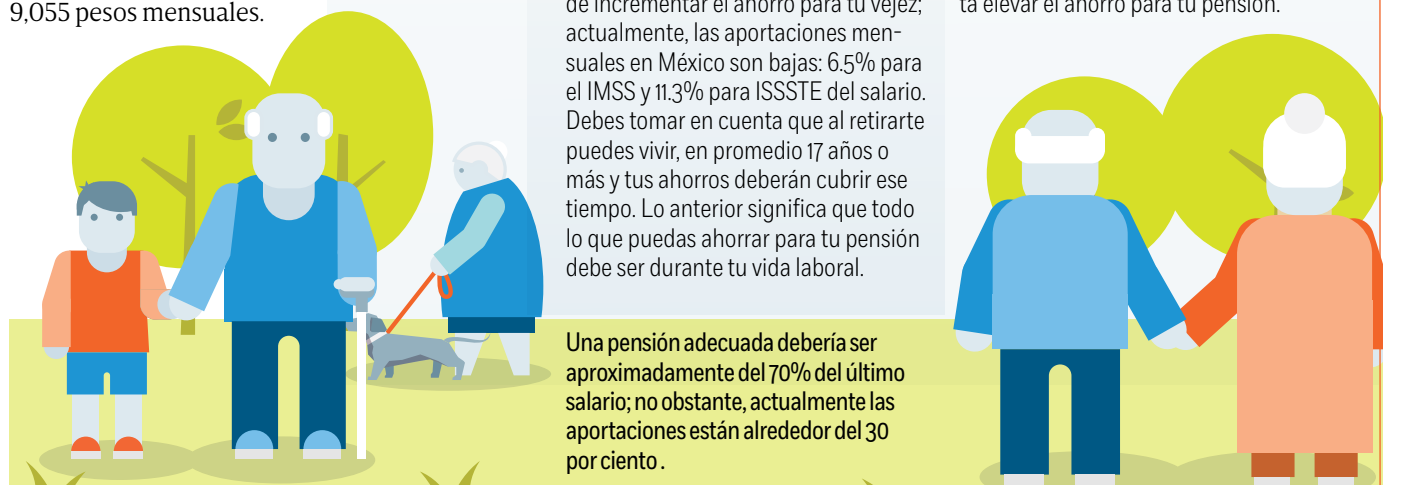 9,055 pesos mensuales.
de incrementar el ahorro para tu vejez;
actualmente, las aportaciones men-
suales en México son bajas: 6.5% para
el IMSS y 11.3% para ISSSTE del salario.
Debes tomar en cuenta que al retirarte
puedes vivir, en promedio 17 años o
más y tus ahorros deberán cubrir ese
tiempo. Lo anterior significa que todo
lo que puedas ahorrar para tu pensión
debe ser durante tu vida laboral.
Una pensión adecuada debería ser
aproximadamente del 70% del último
salario; no obstante, actualmente las
aportaciones están alrededor del 30
por ciento .
ta elevar el ahorro para tu pensión.